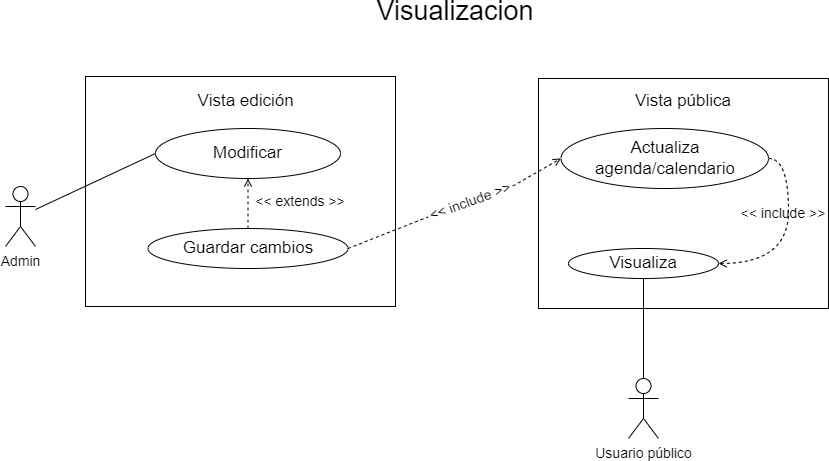 Visualizacion
Vista edición
Vista pública
Modificar
Actualiza
agenda/calendario
<< extends >>
<< include >>
<< include >>
Guardar cambios
Admin
Visualiza
Usuario público